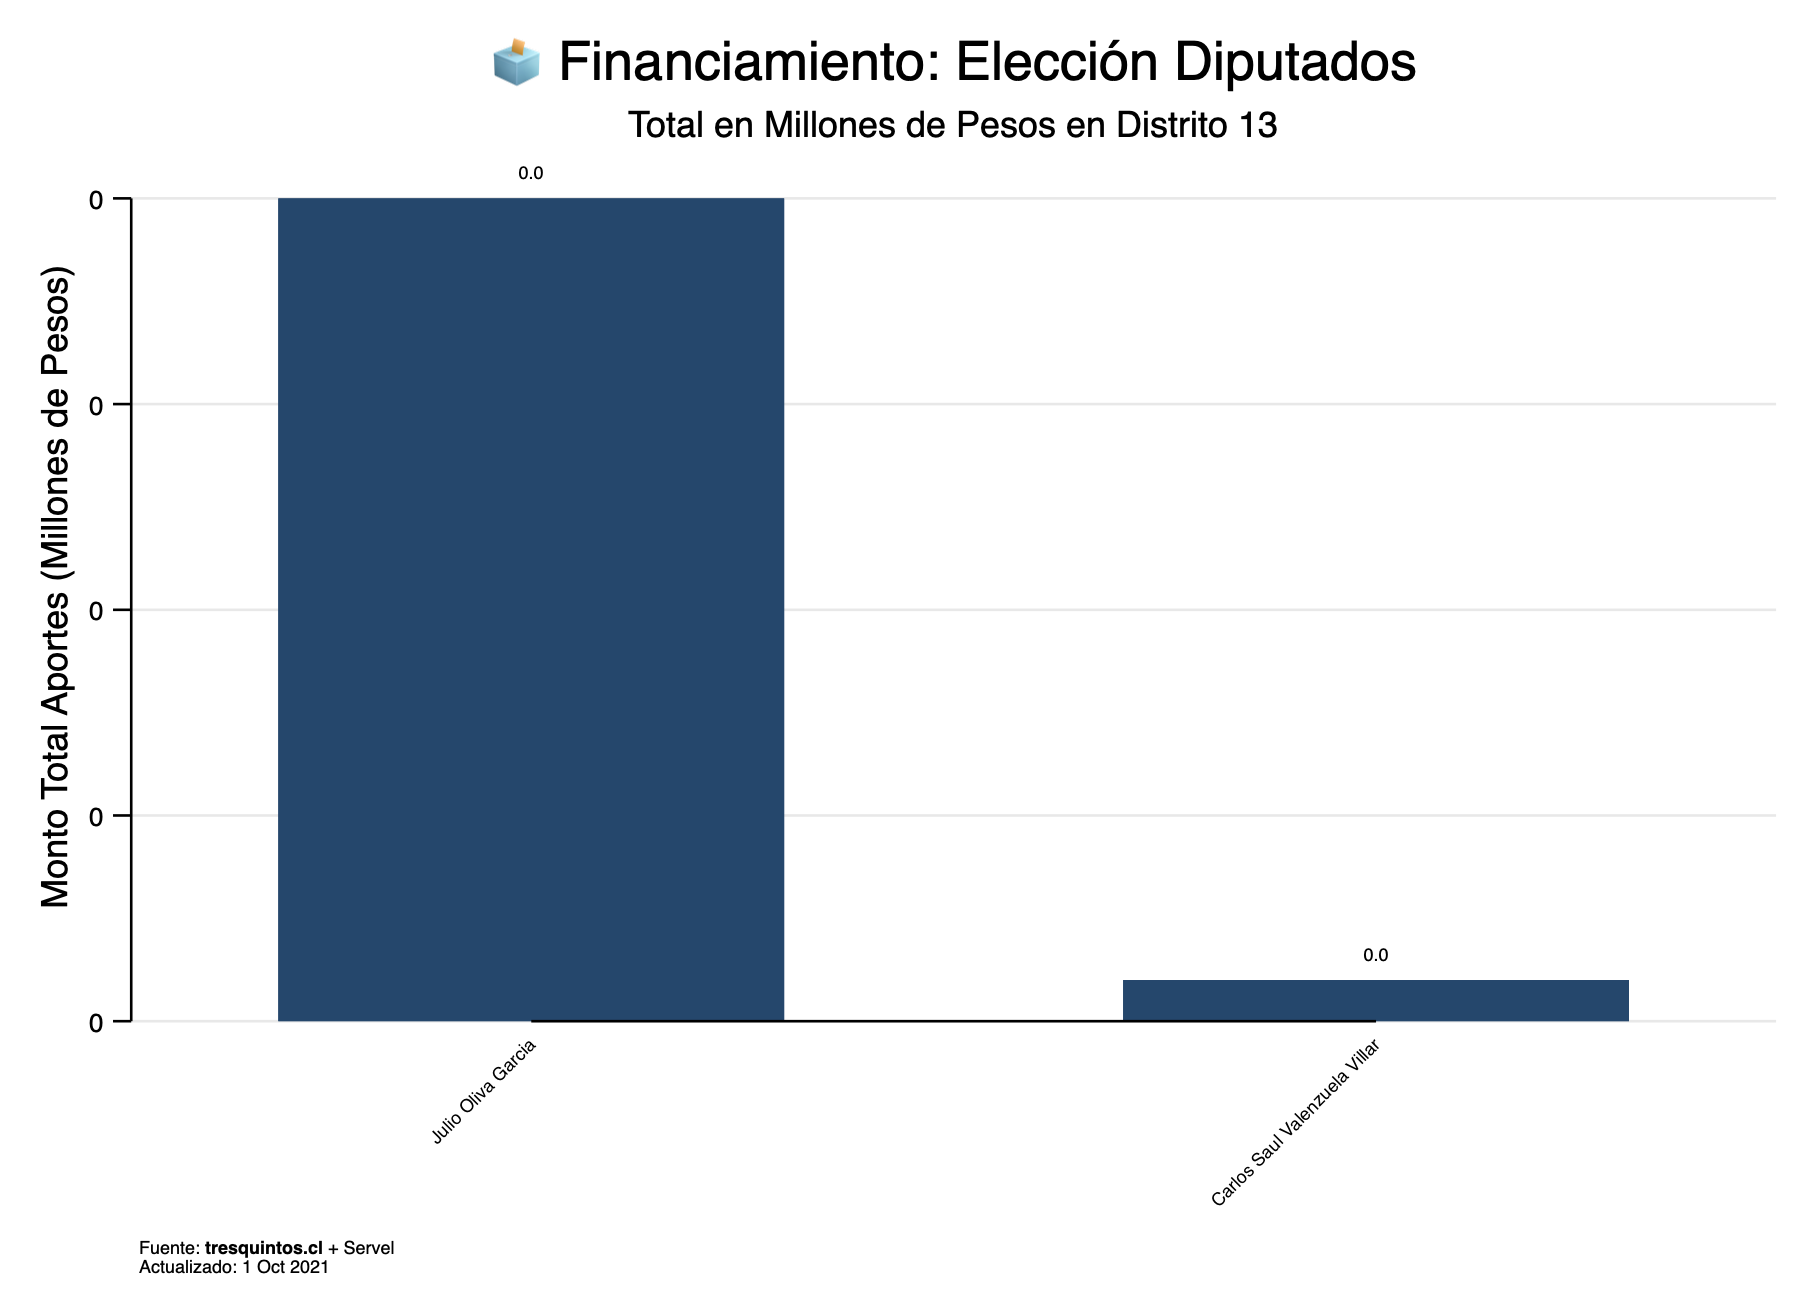 Financiamiento: Elección Diputados
Total en Millones de Pesos en Distrito 13
Monto Total Aportes (Millones de Pesos)
0
0
0
0
0
0.0
0.0
Julio Oliva Garcia
Carlos Saul Valenzuela Villar
Fuente: tresquintos.cl + Servel
Actualizado: 1 Oct 2021